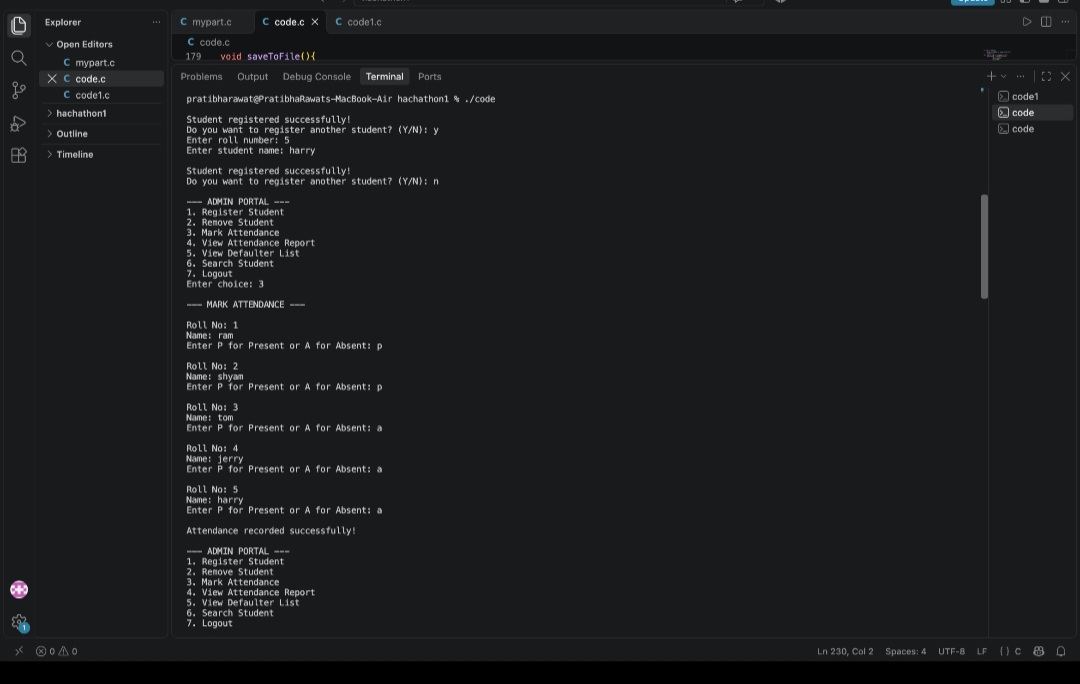 Explorer
Open Editors
mypart.c
code.c
code1.c
hachathon1
Outline
Timeline
mypart.c
code.c
code1.c
code.c
179 void saveToFile(){
Problems Output Debug Console Terminal Ports
pratibharawat@PratibhaRawats-MacBook-Air hachathon1 % ./code
Student registered successfully!
Do you want to register another student? (Y/N): y
Enter roll number: 5
Enter student name: harry
Student registered successfully!
Do you want to register another student? (Y/N): n
--- ADMIN PORTAL ---
1. Register Student
2. Remove Student
3. Mark Attendance
4. View Attendance Report
5. View Defaulter List
6. Search Student
7. Logout
Enter choice: 3
--- MARK ATTENDANCE ---
Roll No: 1
Name: ram
Enter P for Present or A for Absent: p
Roll No: 2
Name: shyam
Enter P for Present or A for Absent: p
Roll No: 3
Name: tom
Enter P for Present or A for Absent: a
Roll No: 4
Name: jerry
Enter P for Present or A for Absent: a
Roll No: 5
Name: harry
Enter P for Present or A for Absent: a
Attendance recorded successfully!
--- ADMIN PORTAL ---
1. Register Student
2. Remove Student
3. Mark Attendance
4. View Attendance Report
5. View Defaulter List
6. Search Student
7. Logout
code1
code
code
1
0 0
Ln 230, Col 2 Spaces: 4 UTF-8 LF {} C